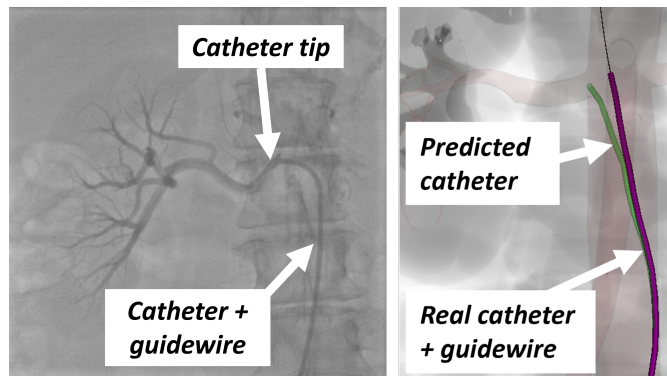 Catheter tip
Catheter +
guidewire
Predicted
catheter
Real catheter
+ guidewire